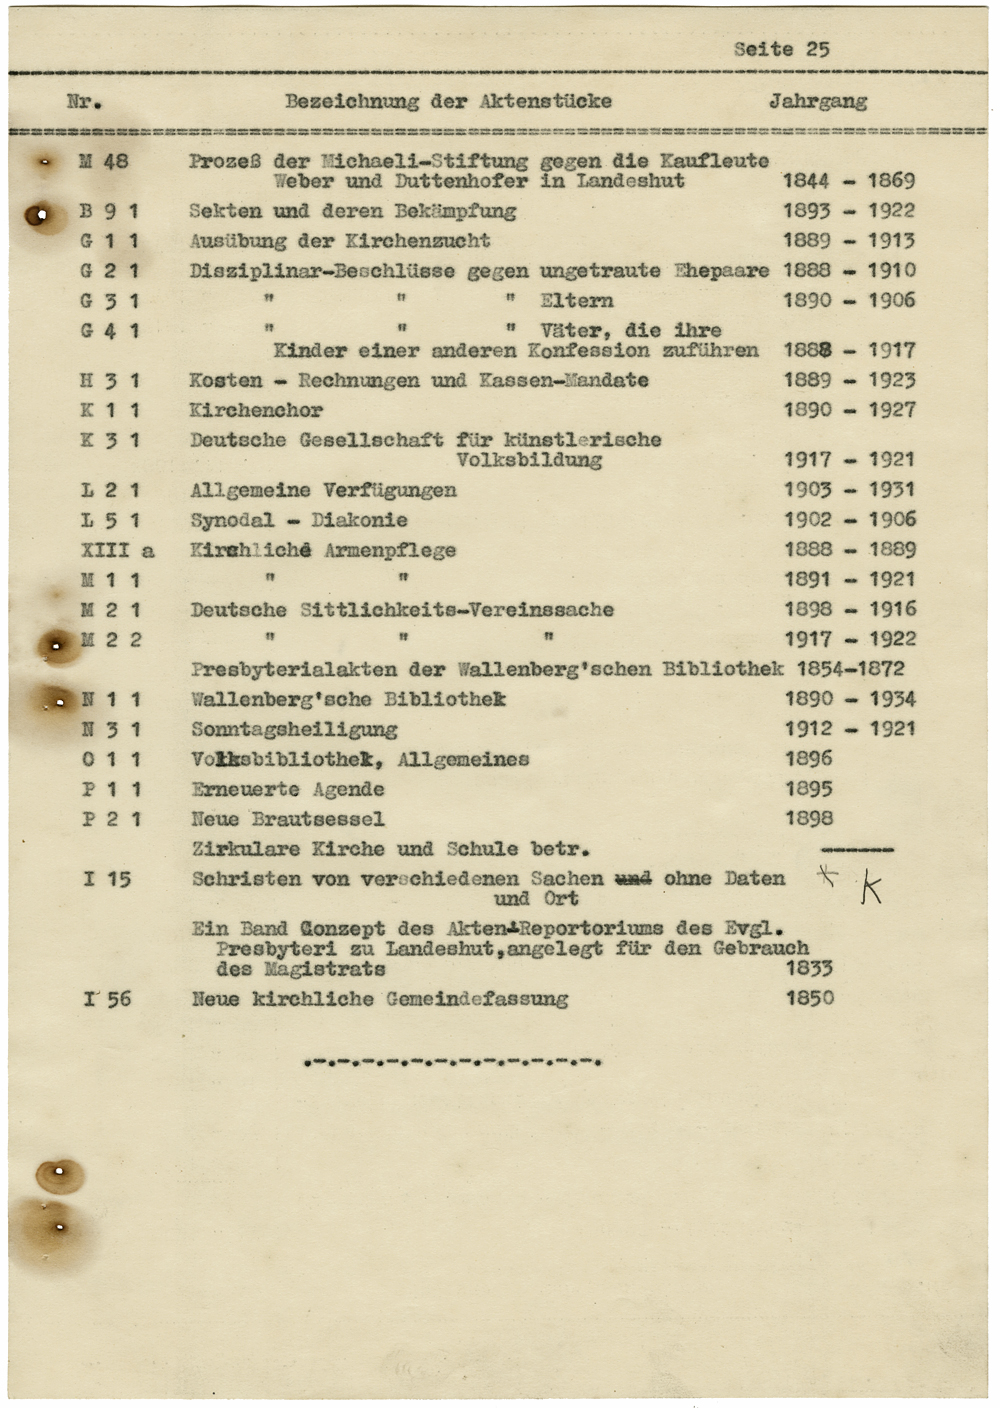 Seite 25
Nr. Bezeichnung der Aktenstücke Jahrgang
M 48 Prozeß der Michaeli-Stiftung gegen die Kaufleute
Weber und Duttenhofer in Landeshut 1844 - 1869
B 9 1 Sekten und deren Bekämpfung 1893 - 1922
G 1 1 Ausübung der Kirchenzucht 1889 - 1913
G 2 1 Disziplinar-Beschlüsse gegen ungetraute Ehepaare 1888 - 1910
G 3 1 " " " Eltern 1890 - 1906
G 4 1 " " " Väter, die ihre
Kinder einer anderen Konfession zuführen 1888 - 1917
H 3 1 Kosten - Rechnungen und Kassen-Mandate 1889 - 1923
K 1 1 Kirchenchor 1890 - 1927
K 3 1 Deutsche Gesellschaft für künstlerische
Volksbildung 1917 - 1921
L 2 1 Allgemeine Verfügungen 1903 - 1931
L 5 1 Synodal - Diakonie 1902 - 1906
XIII a Kirchliche Armenpflege 1888 - 1889
M 1 1 " " 1891 - 1921
M 2 1 Deutsche Sittlichkeits-Vereinssache 1898 - 1916
M 2 2 " " " 1917 - 1922
Presbyterialakten der Wallenberg'schen Bibliothek 1854-1872
N 1 1 Wallenberg'sche Bibliothek 1890 - 1934
N 3 1 Sonntagsheiligung 1912 - 1921
O 1 1 Volksbibliothek, Allgemeines 1896
P 1 1 Erneuerte Agende 1895
P 2 1 Neue Brautsessel 1898
Zirkulare Kirche und Schule betr. ------
I 15 Schristen von verschiedenen Sachen und ohne Daten * K
und Ort
Ein Band Konzept des Akten-Reportoriums des Evgl.
Presbyteri zu Landeshut,angelegt für den Gebrauch
des Magistrats 1833
I 56 Neue kirchliche Gemeindefassung 1850
.-.-.-.-.-.-.-.-.-.-.-.-.